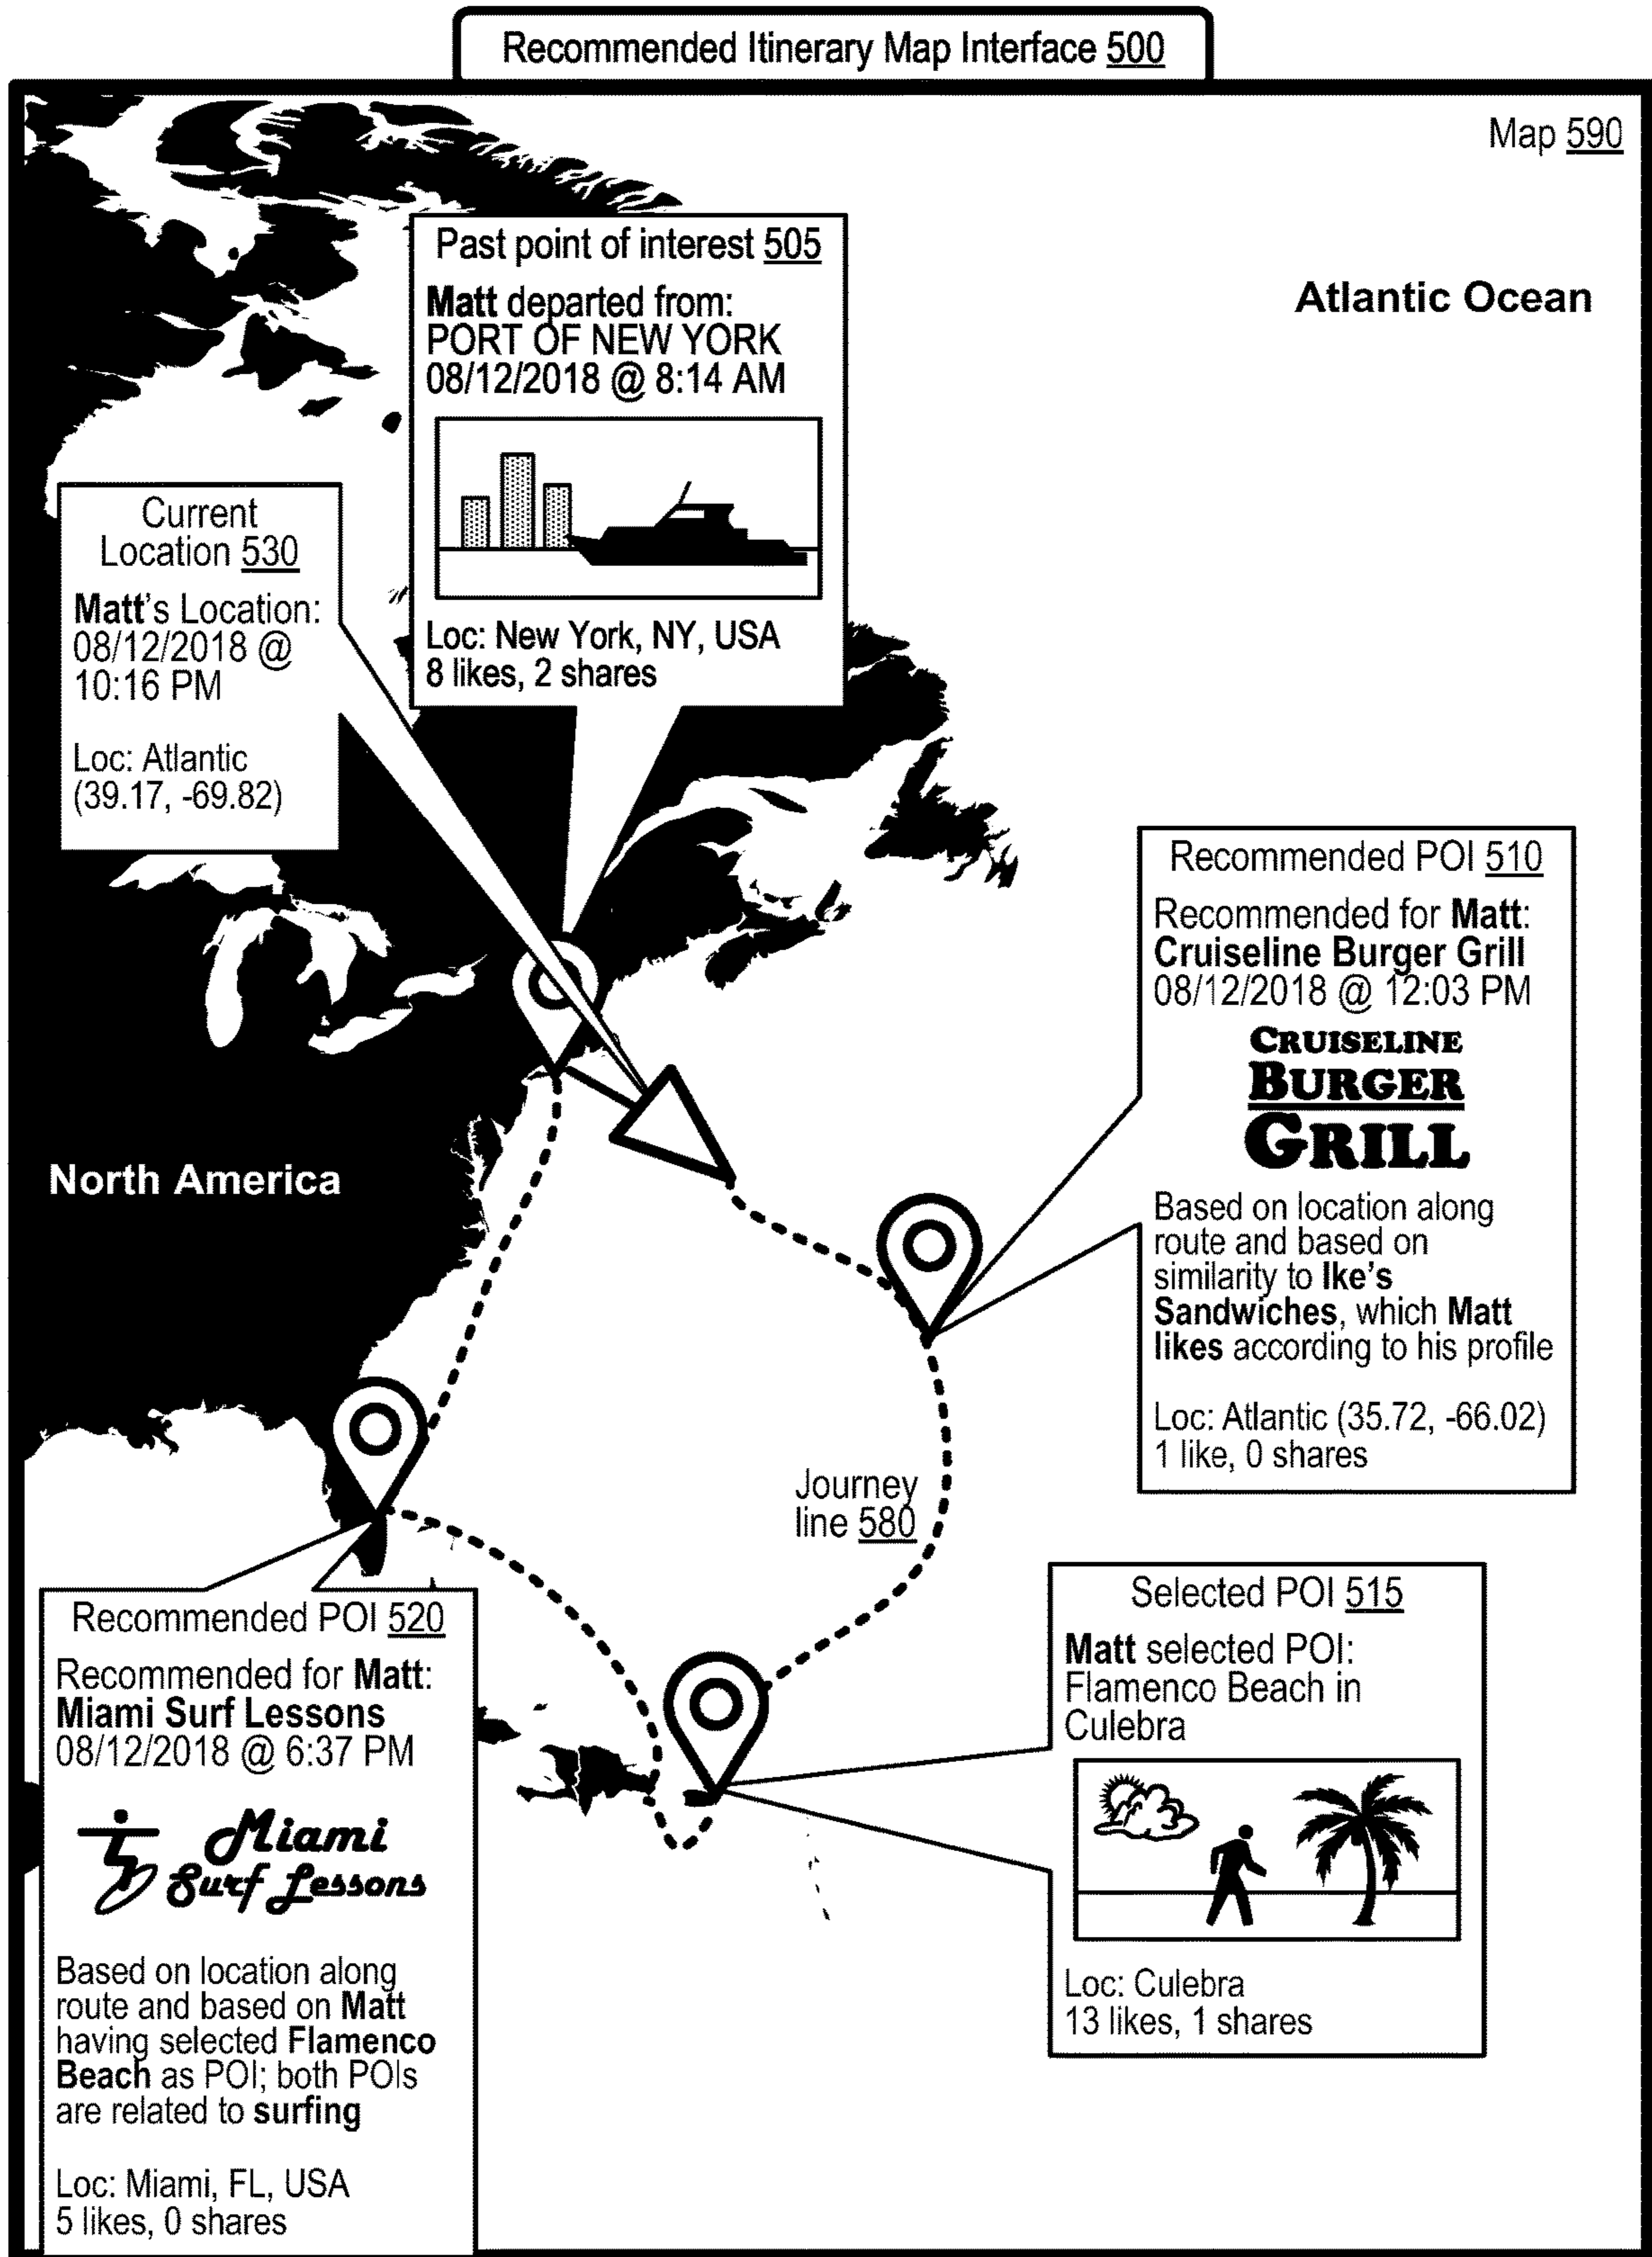 Recommended Itinerary Map Interface 500
Map 590
Atlantic Ocean
Past point of interest 505
Matt departed from:
PORT OF NEW YORK
08/12/2018 @ 8:14 AM
Loc: New York, NY, USA
8 likes, 2 shares
Current
Location 530
Matt's Location:
08/12/2018 @
10:16 PM
Loc: Atlantic
(39.17, -69.82)
Recommended POI 510
Recommended for Matt:
Cruiseline Burger Grill
08/12/2018 @ 12:03 PM
CRUISELINE
BURGER
GRILL
Based on location along
route and based on
similarity to Ike's
Sandwiches, which Matt
likes according to his profile
Loc: Atlantic (35.72, -66.02)
1 like, 0 shares
North America
Journey
line 580
Selected POI 515
Matt selected POI:
Flamenco Beach in
Culebra
Loc: Culebra
13 likes, 1 shares
Recommended POI 520
Recommended for Matt:
Miami Surf Lessons
08/12/2018 @ 6:37 PM
Miami
Surf Lessons
Based on location along
route and based on Matt
having selected Flamenco
Beach as POI; both POIs
are related to surfing
Loc: Miami, FL, USA
5 likes, 0 shares